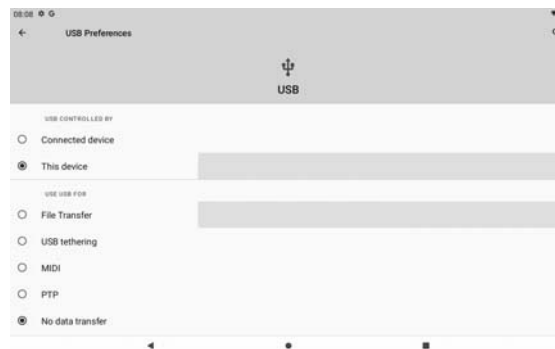 08:08 G
USB Preferences
USB
USB CONTROLLED BY
Connected device
This device
USE USB FOR
File Transfer
USB tethering
MIDI
PTP
No data transfer